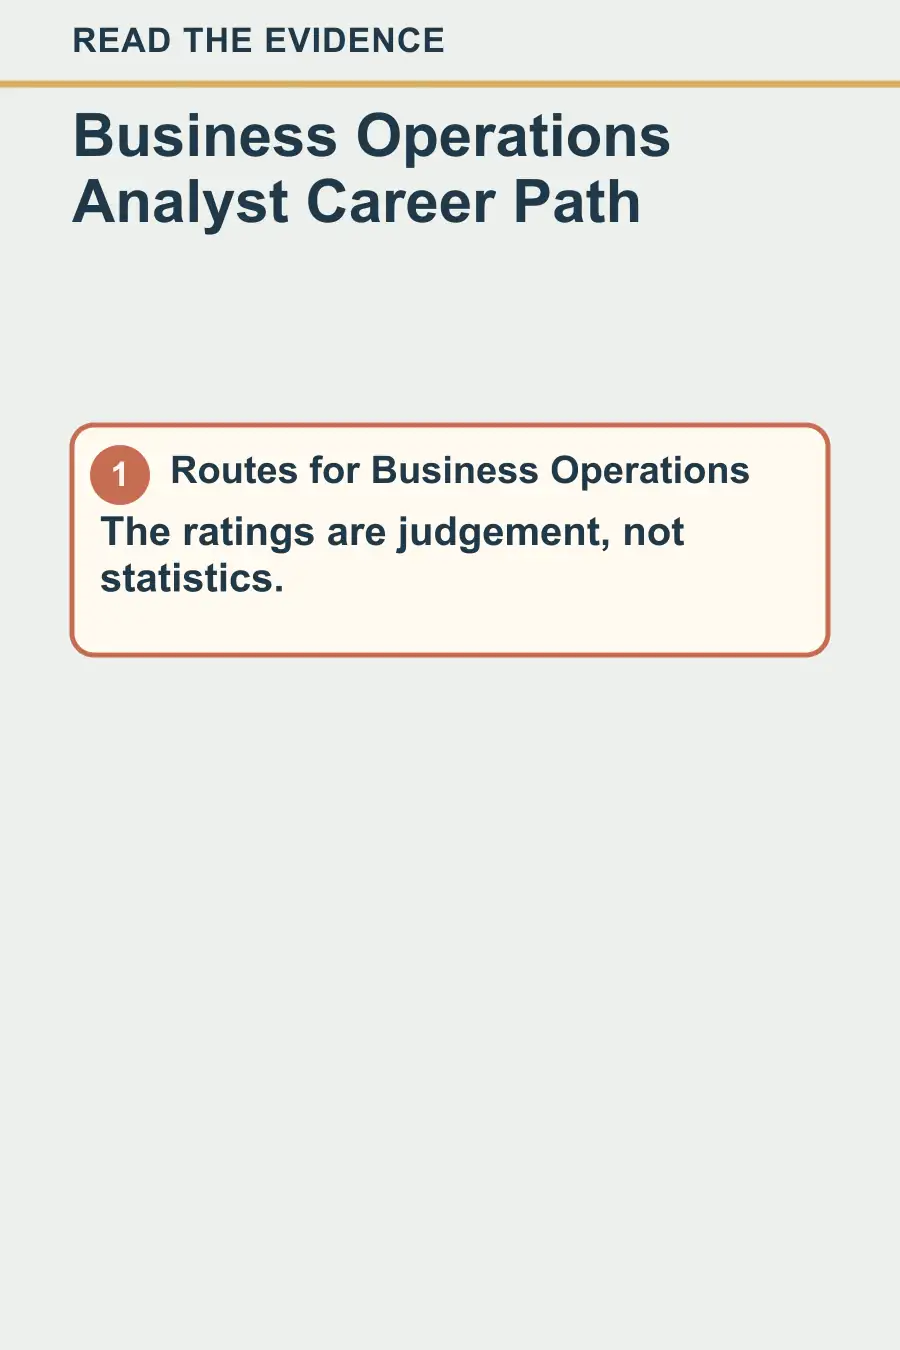 READ THE EVIDENCE
Business Operations
Analyst Career Path
1 Routes for Business Operations
The ratings are judgement, not
statistics.